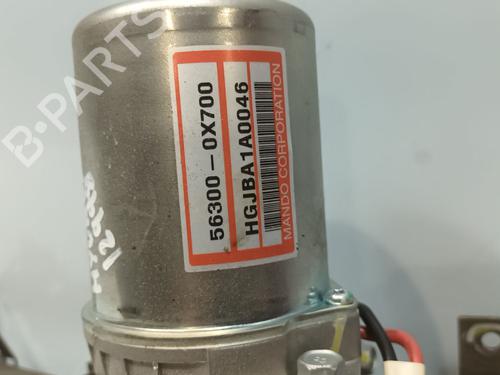 B-PARTS
56300-0X700
HGJBA1A0046
MANDO CORPORATION